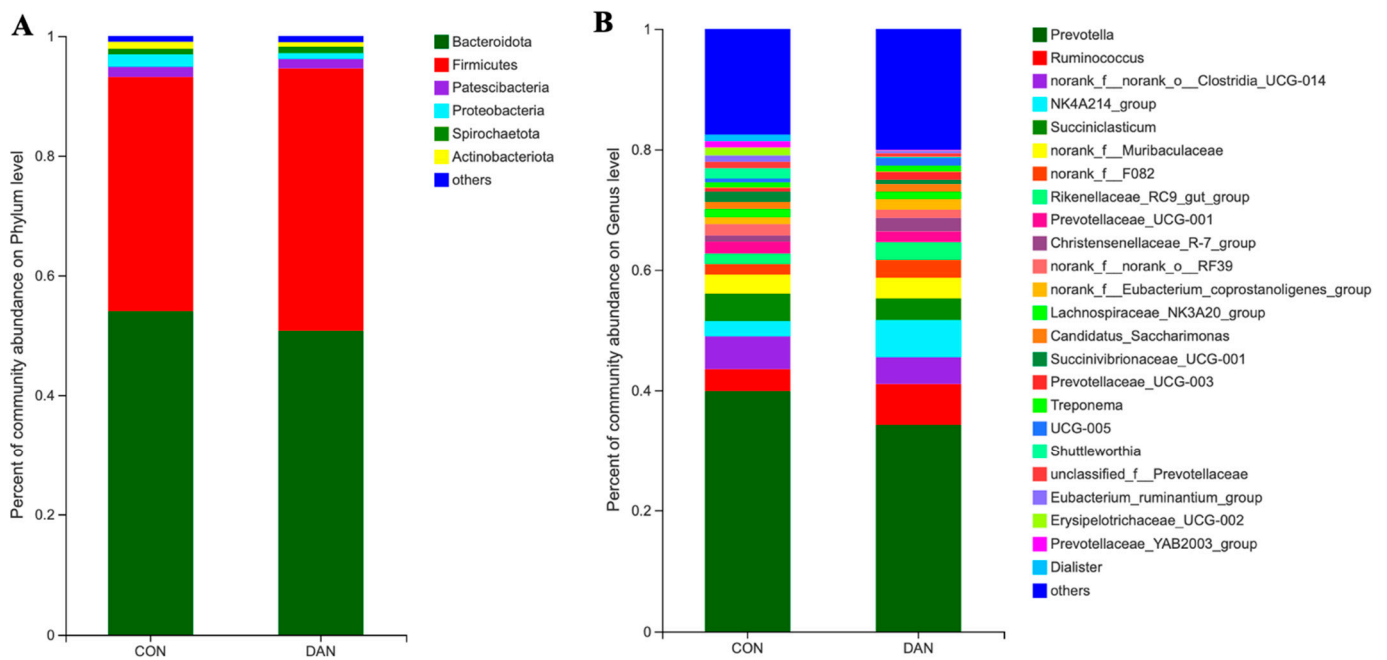 A
Percent of community abundance on Phylum level
1
0.8
0.6
0.4
0.2
0
CON
DAN
Bacteroidota
Firmicutes
Patescibacteria
Proteobacteria
Spirochaetota
Actinobacteriota
others
B
Percent of community abundance on Genus level
1
0.8
0.6
0.4
0.2
0
CON
DAN
Prevotella
Ruminococcus
norank_f__norank_o__Clostridia_UCG-014
NK4A214_group
Succiniclasticum
norank_f__Muribaculaceae
norank_f__F082
Rikenellaceae_RC9_gut_group
Prevotellaceae_UCG-001
Christensenellaceae_R-7_group
norank_f__norank_o__RF39
norank_f__Eubacterium_coprostanoligenes_group
Lachnospiraceae_NK3A20_group
Candidatus_Saccharimonas
Succinivibrionaceae_UCG-001
Prevotellaceae_UCG-003
Treponema
UCG-005
Shuttleworthia
unclassified_f__Prevotellaceae
Eubacterium_ruminantium_group
Erysipelotrichaceae_UCG-002
Prevotellaceae_YAB2003_group
Dialister
others